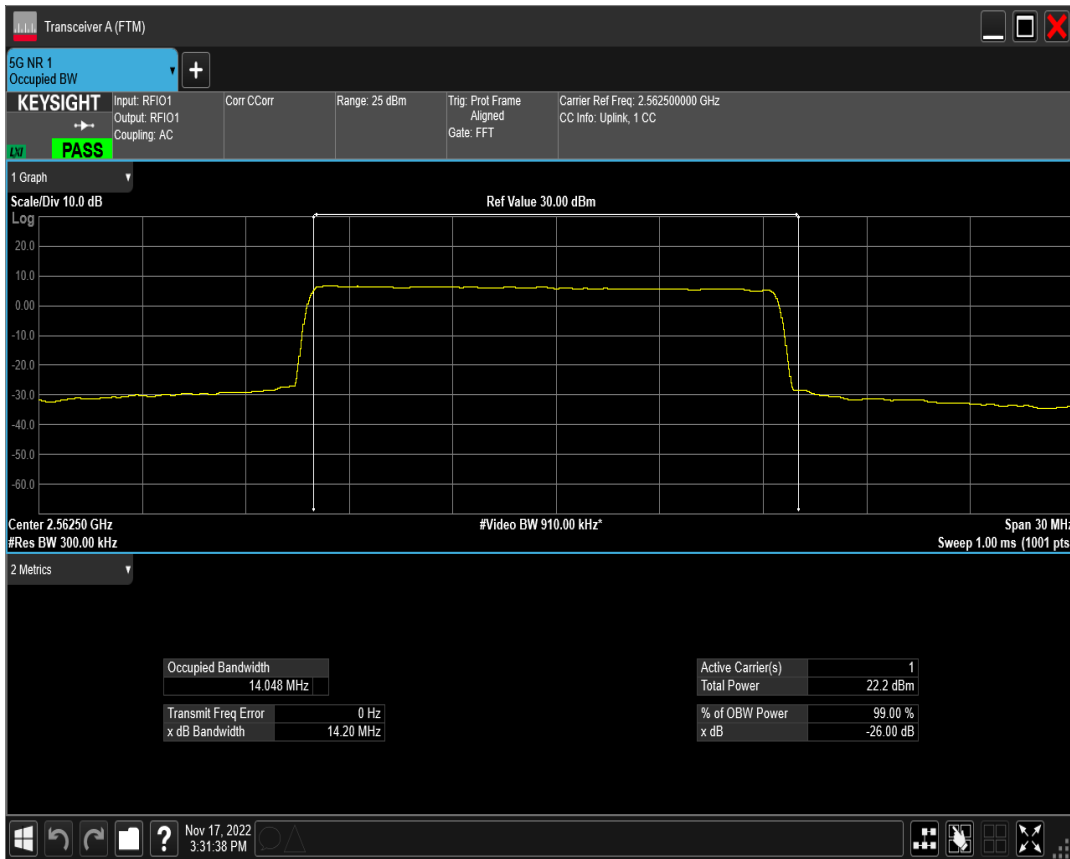 Transceiver A (FTM)
5G NR 1
Occupied BW
+
KEYSIGHT
LXI
PASS
Input: RFIO1
Output: RFIO1
Coupling: AC
Corr CCorr
Range: 25 dBm
Trig: Prot Frame
Aligned
Gate: FFT
Carrier Ref Freq: 2.562500000 GHz
CC Info: Uplink, 1 CC
1 Graph
Scale/Div 10.0 dB
Ref Value 30.00 dBm
Log
20.0
10.0
0.00
-10.0
-20.0
-30.0
-40.0
-50.0
-60.0
Center 2.56250 GHz
#Video BW 910.00 kHz*
Span 30 MHz
#Res BW 300.00 kHz
Sweep 1.00 ms (1001 pts
2 Metrics
Occupied Bandwidth
14.048 MHz
Transmit Freq Error 0 Hz
x dB Bandwidth 14.20 MHz
Active Carrier(s) 1
Total Power 22.2 dBm
% of OBW Power 99.00 %
x dB -26.00 dB
?
Nov 17, 2022
3:31:38 PM